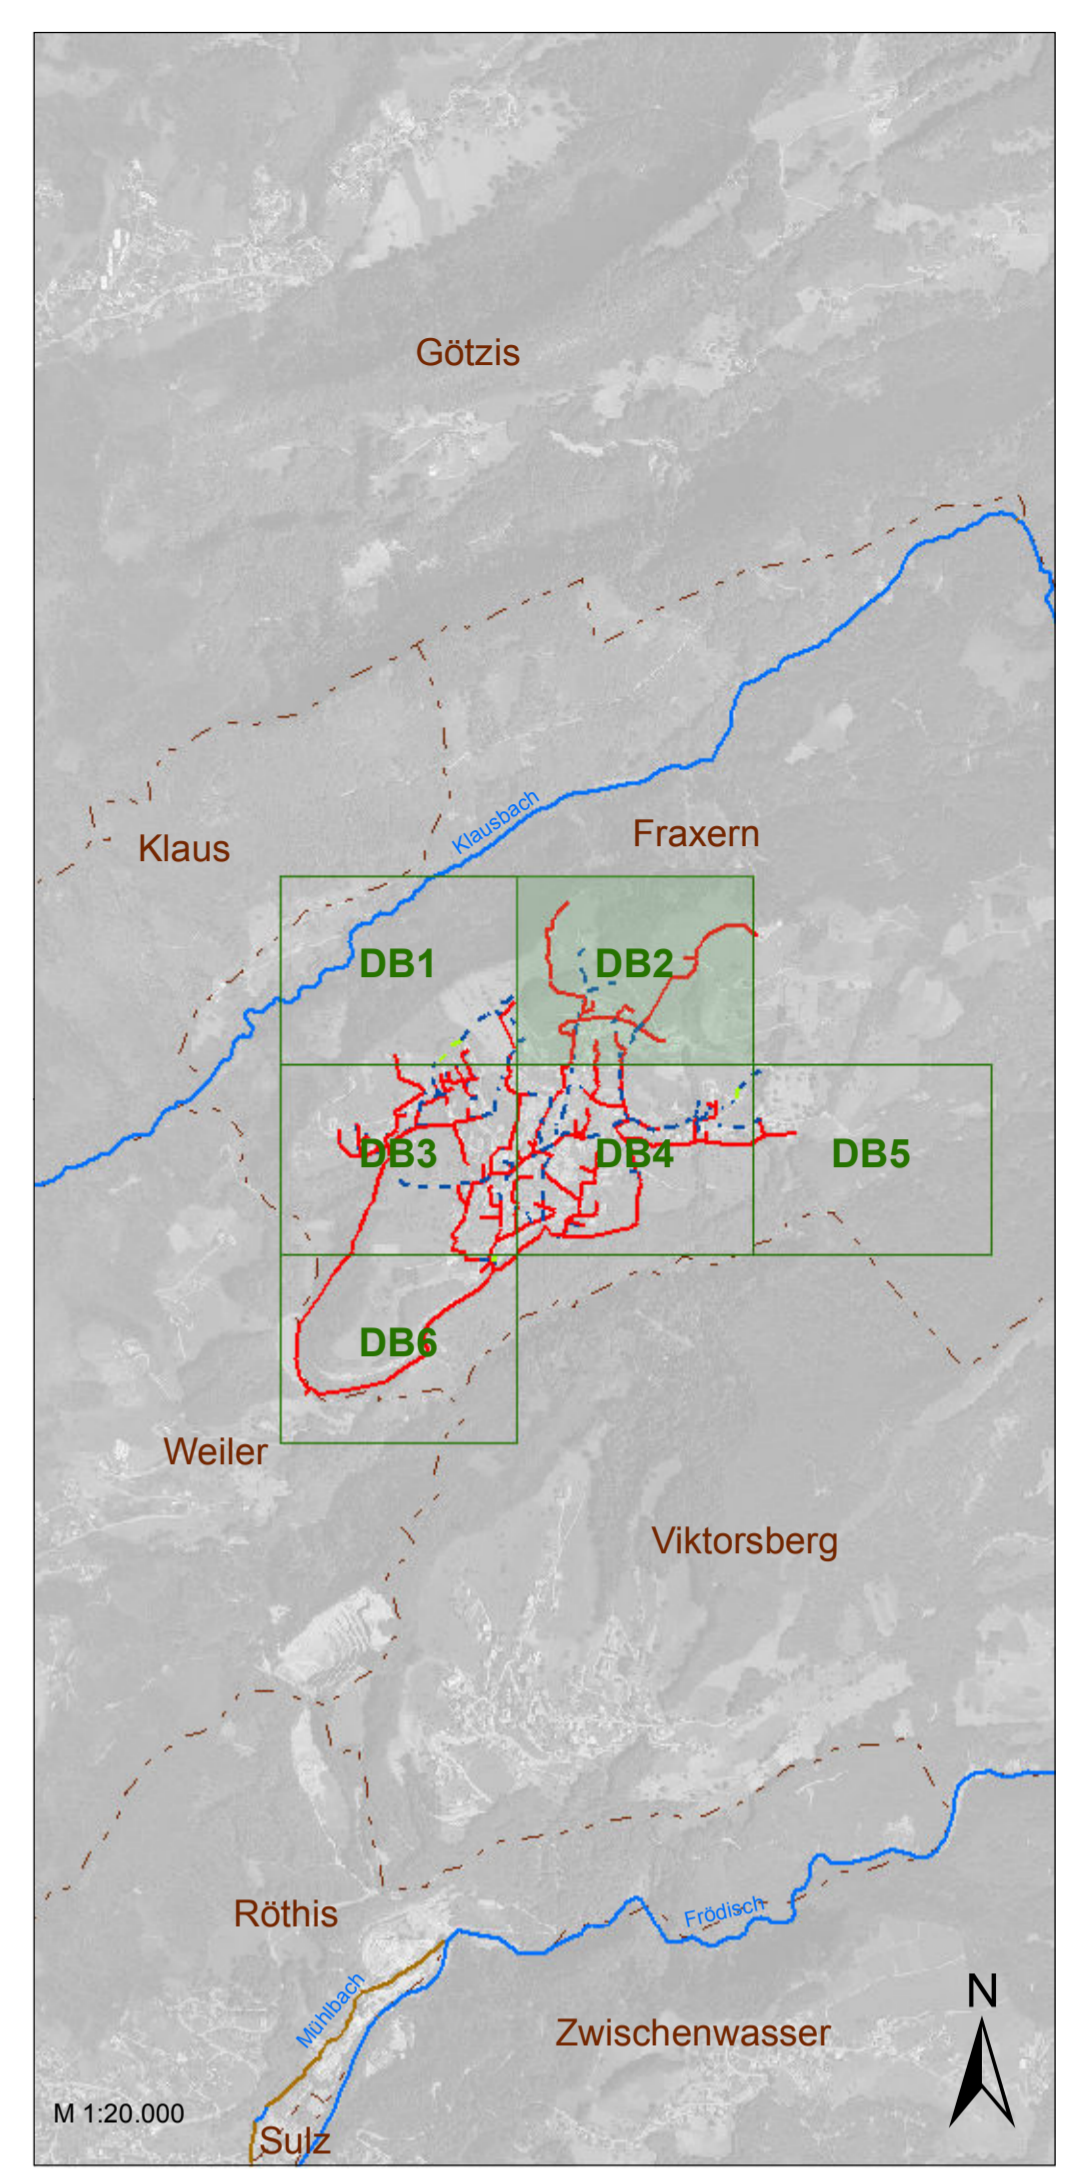 Götzis
Klausbach
Fraxern
Klaus
DB1
DB2
DB3
DB4
DB5
DB6
Weiler
Viktorsberg
Röthis
Frödisch
Mühlbach
N
Zwischenwasser
M 1:20.000
Sulz